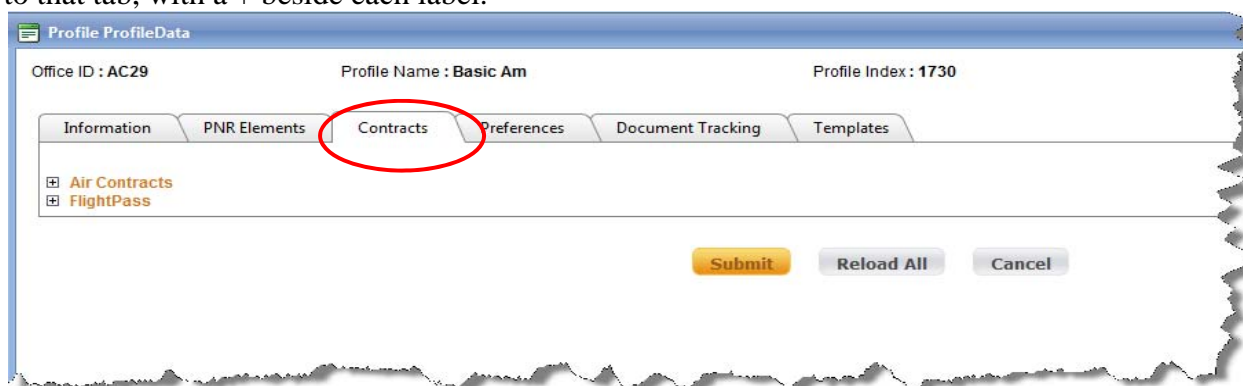 to that tab, with a + beside each label.
Profile ProfileData
Office ID : AC29 Profile Name : Basic Am Profile Index : 1730
Information PNR Elements Contracts Preferences Document Tracking Templates
Air Contracts
FlightPass
Submit Reload All Cancel